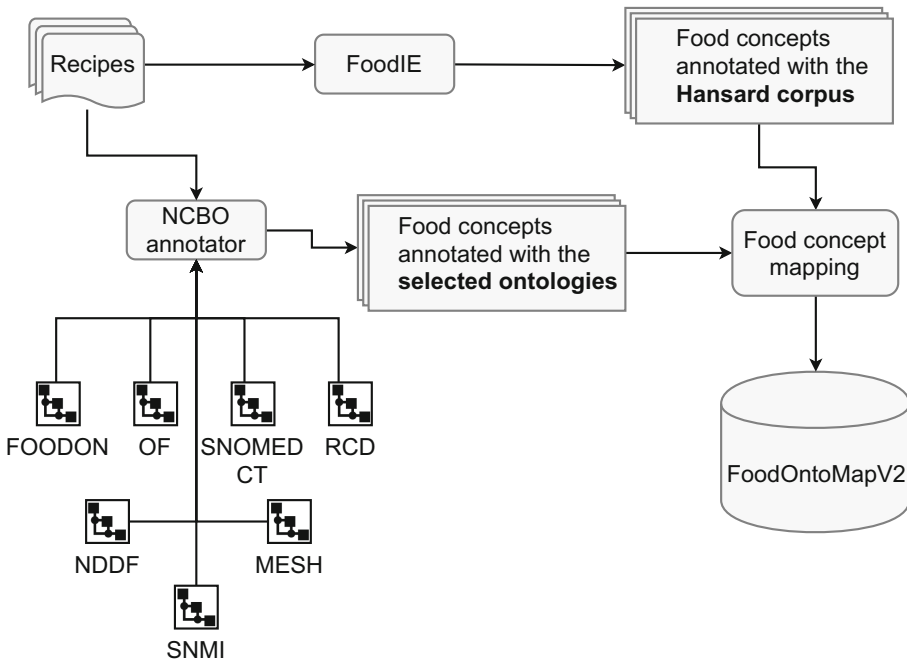 Recipes
FoodIE
Food concepts
annotated with the
Hansard corpus
NCBO
annotator
Food concepts
annotated with the
selected ontologies
Food concept
mapping
FOODON
OF
SNOMED
CT
RCD
FoodOntoMapV2
NDDF
MESH
SNMI